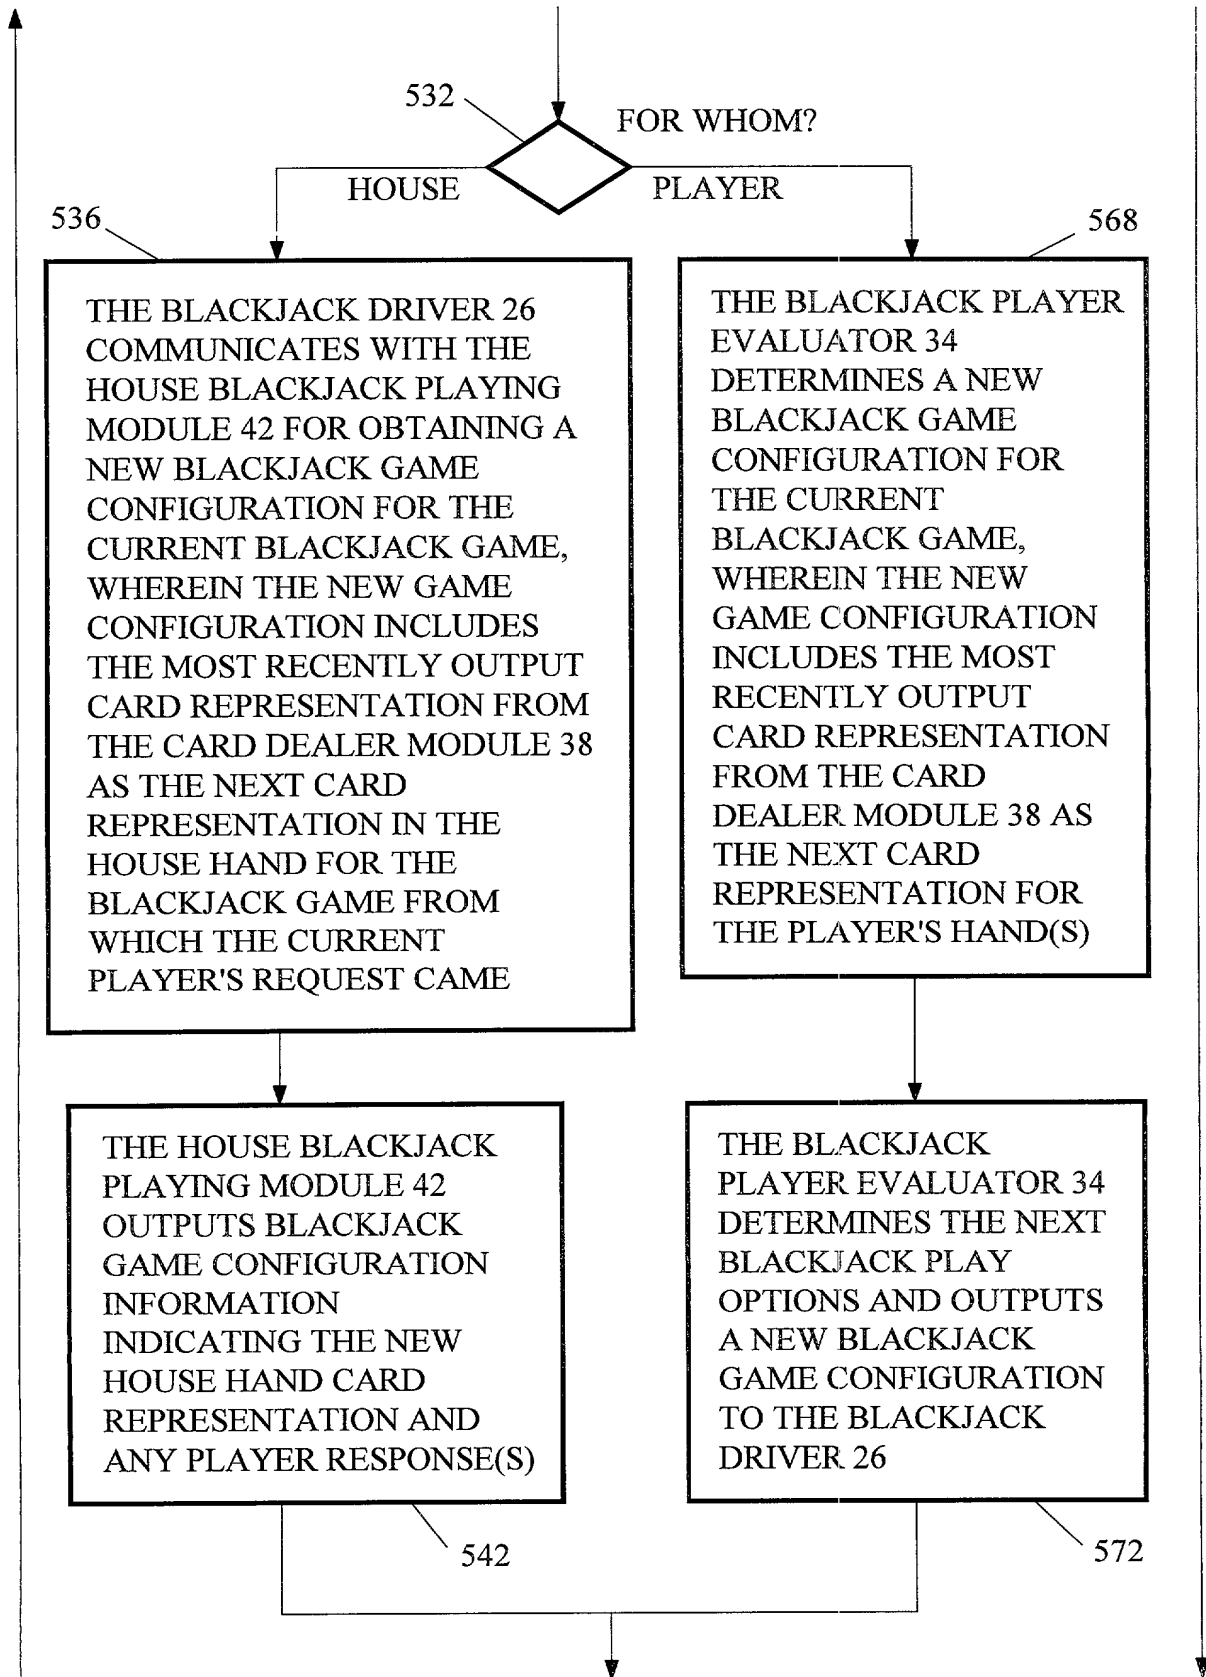 532
FOR WHOM?
HOUSE
PLAYER
536
568
THE BLACKJACK DRIVER 26
COMMUNICATES WITH THE
HOUSE BLACKJACK PLAYING
MODULE 42 FOR OBTAINING A
NEW BLACKJACK GAME
CONFIGURATION FOR THE
CURRENT BLACKJACK GAME,
WHEREIN THE NEW GAME
CONFIGURATION INCLUDES
THE MOST RECENTLY OUTPUT
CARD REPRESENTATION FROM
THE CARD DEALER MODULE 38
AS THE NEXT CARD
REPRESENTATION IN THE
HOUSE HAND FOR THE
BLACKJACK GAME FROM
WHICH THE CURRENT
PLAYER'S REQUEST CAME
THE BLACKJACK PLAYER
EVALUATOR 34
DETERMINES A NEW
BLACKJACK GAME
CONFIGURATION FOR
THE CURRENT
BLACKJACK GAME,
WHEREIN THE NEW
GAME CONFIGURATION
INCLUDES THE MOST
RECENTLY OUTPUT
CARD REPRESENTATION
FROM THE CARD
DEALER MODULE 38 AS
THE NEXT CARD
REPRESENTATION FOR
THE PLAYER'S HAND(S)
THE HOUSE BLACKJACK
PLAYING MODULE 42
OUTPUTS BLACKJACK
GAME CONFIGURATION
INFORMATION
INDICATING THE NEW
HOUSE HAND CARD
REPRESENTATION AND
ANY PLAYER RESPONSE(S)
THE BLACKJACK
PLAYER EVALUATOR 34
DETERMINES THE NEXT
BLACKJACK PLAY
OPTIONS AND OUTPUTS
A NEW BLACKJACK
GAME CONFIGURATION
TO THE BLACKJACK
DRIVER 26
542
572